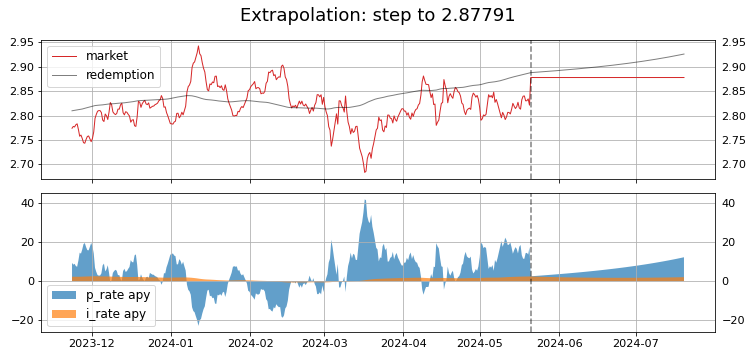 Extrapolation: step to 2.87791
2.95 2.95
2.90 2.90
2.85 2.85
2.80 2.80
2.75 2.75
2.70 2.70
market
redemption
40 40
20 20
0 0
−20 −20
p_rate apy
i_rate apy
2023-12 2024-01 2024-02 2024-03 2024-04 2024-05 2024-06 2024-07